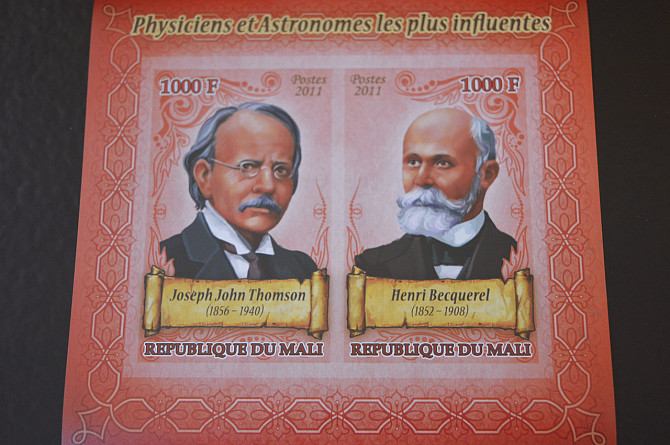 Physiciens et Astronomes les plus influentes
1000 F
Postes
2011
Joseph John Thomson
(1856 - 1940)
REPUBLIQUE DU MALI
Postes
2011
1000 F
Henri Becquerel
(1852 - 1908)
REPUBLIQUE DU MALI